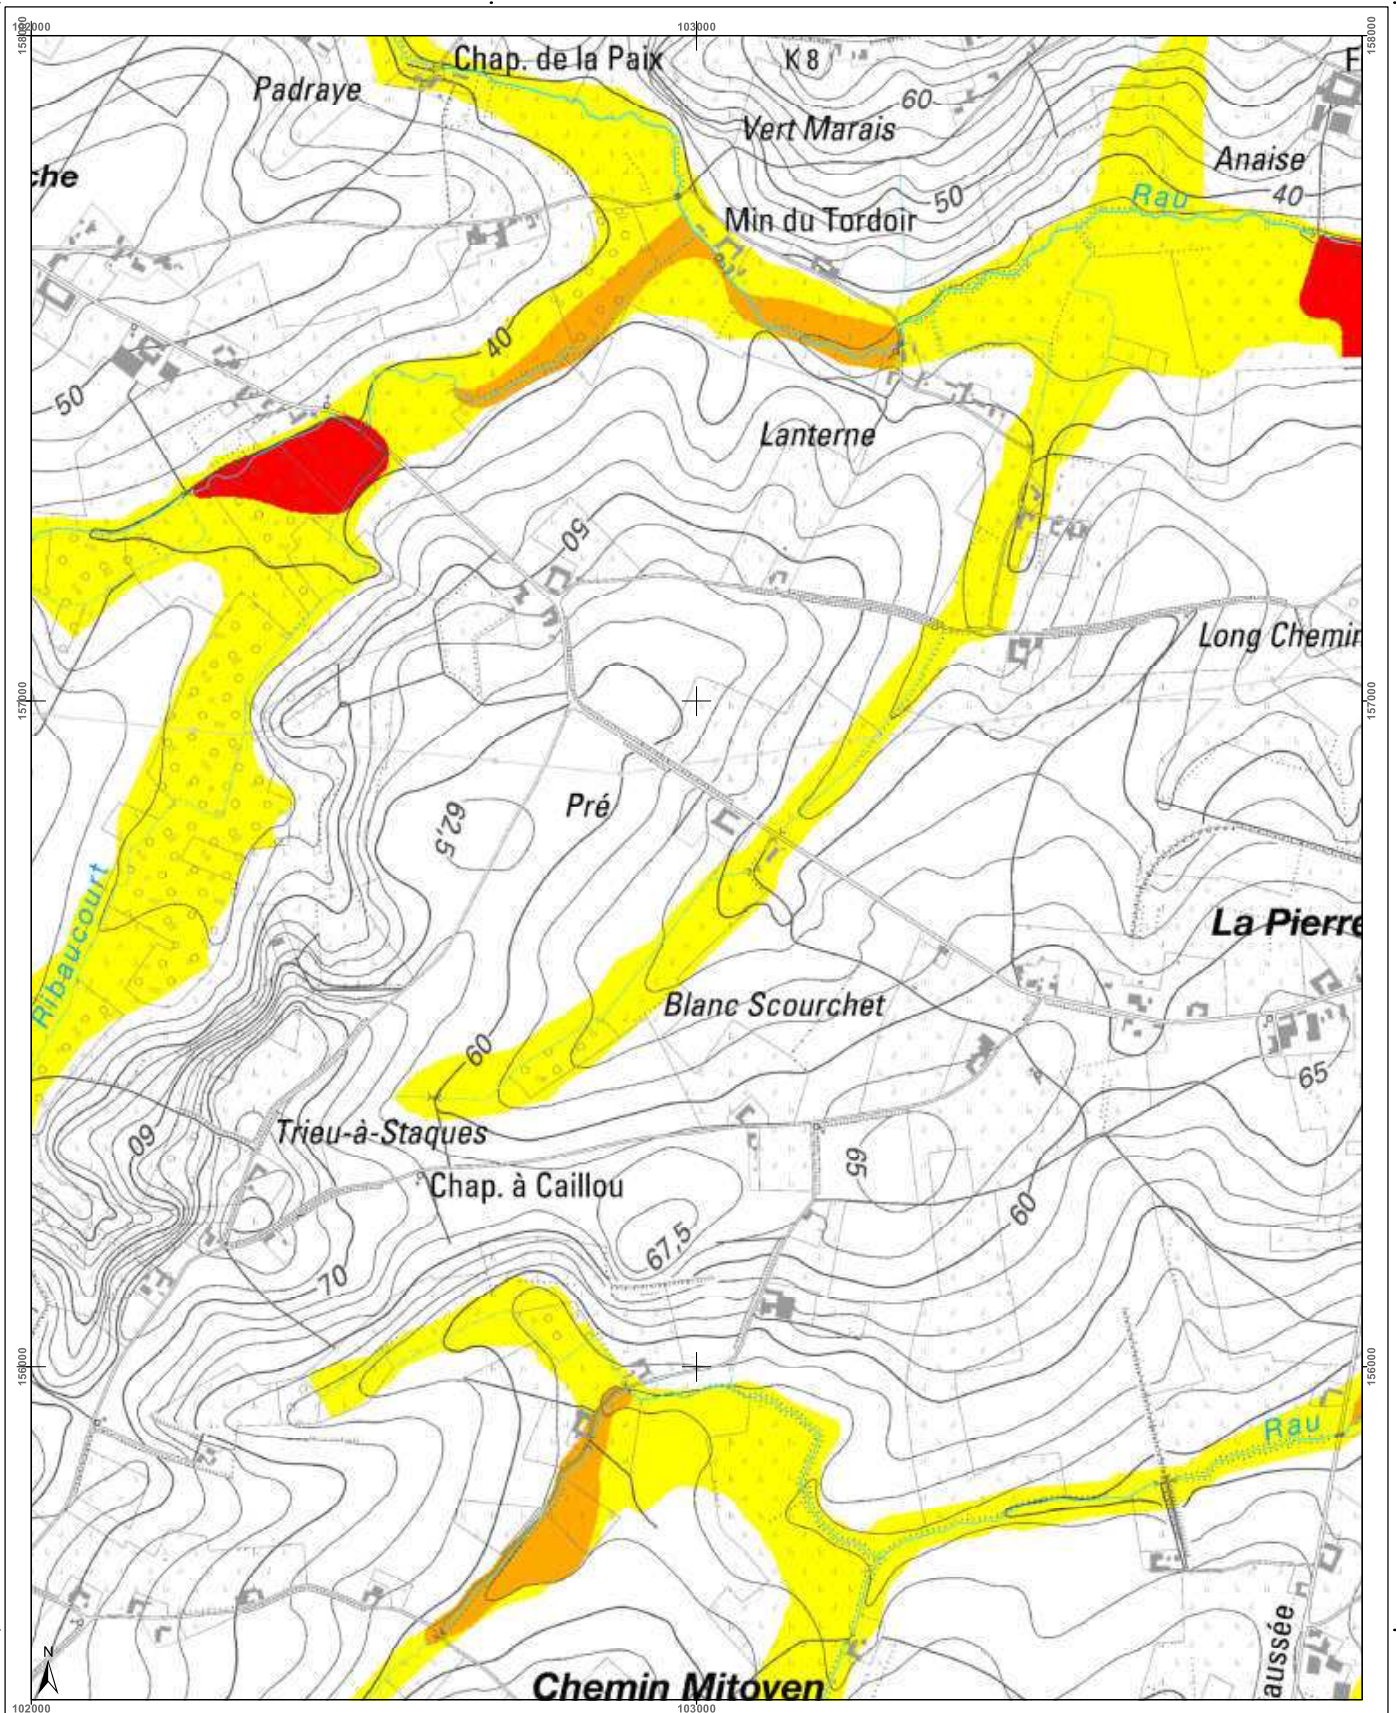 102000
103000
158000
158000
Chap. de la Paix
K 8
F
Padraye
60
Vert Marais
Anaise
che
Rau
40
50
Min du Tordoir
40
50
Lanterne
50
Long Chemin
157000
157000
62,5
Pré
Ribaucourt
La Pierre
Blanc Scourchet
60
65
60
Trieu-à-Staques
65
Chap. à Caillou
60
67,5
70
156000
156000
Rau
aussée
N
Chemin Mitoyen
102000
103000